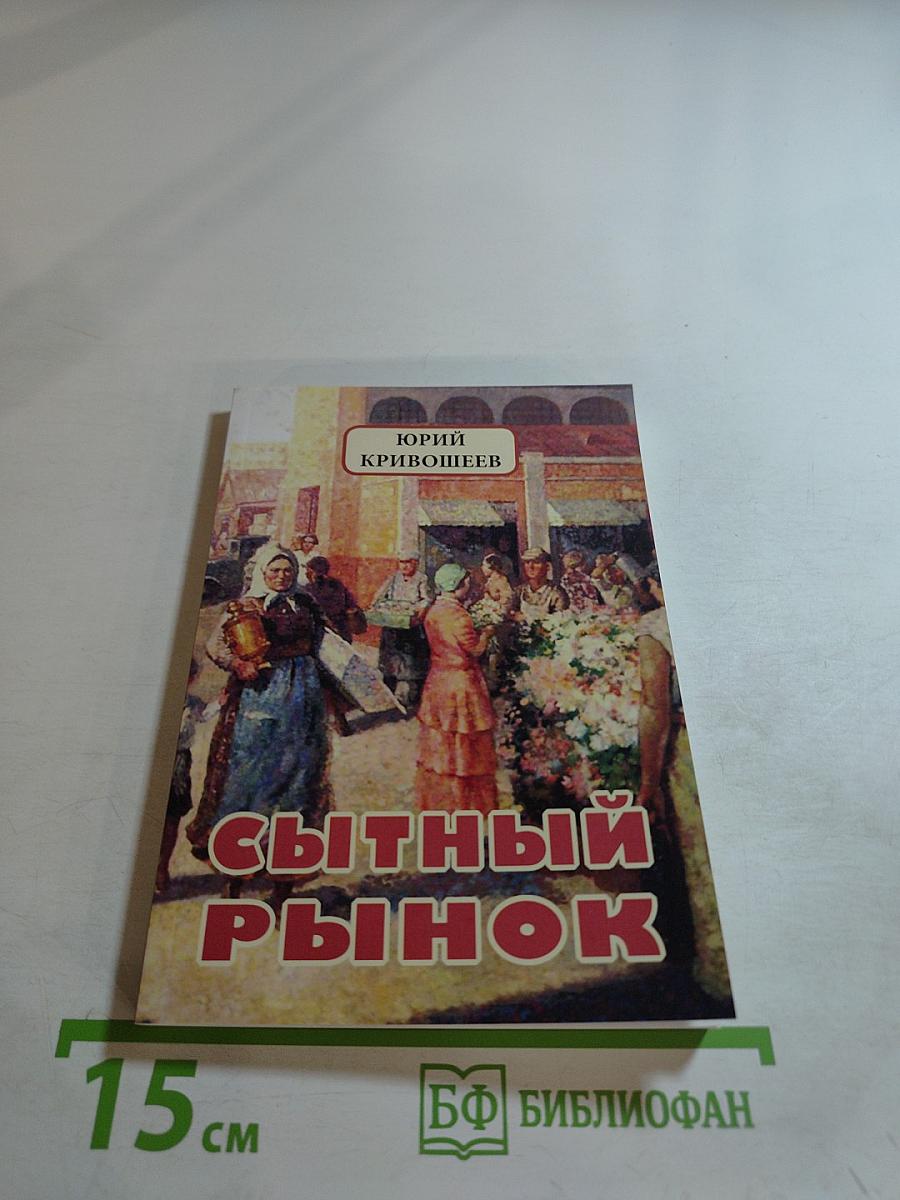 ЮРИЙ
КРИВОШЕЕВ
СЫТНЫЙ
РЫНОК
15 см
БФ БИБЛИОФАН